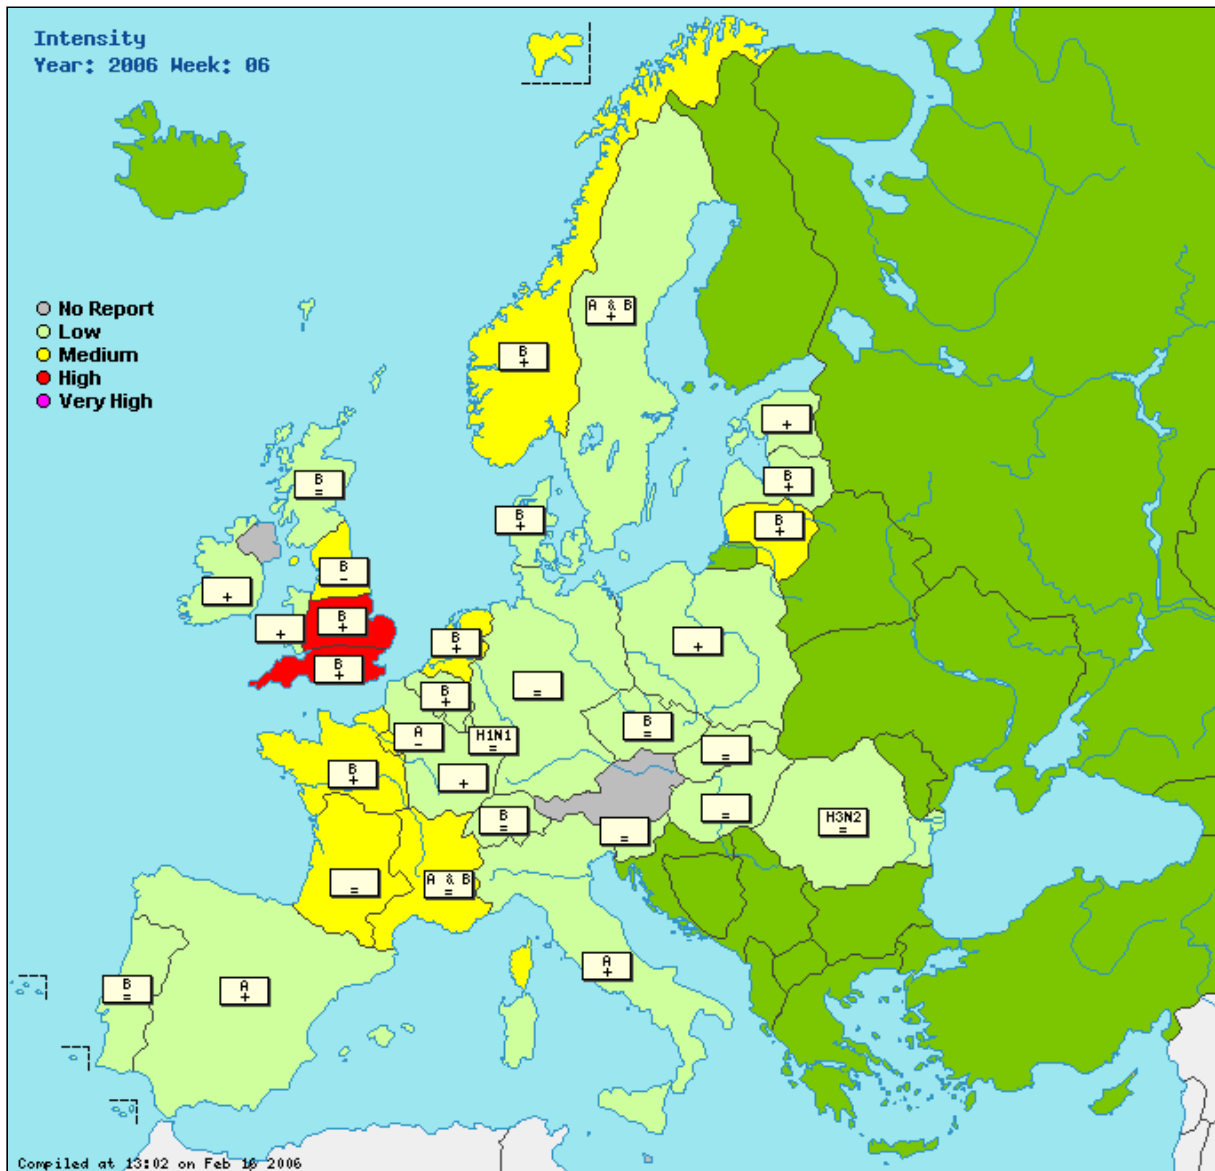 Intensity
Year: 2006 Week: 06
No Report
Low
Medium
High
Very High
A & B
+
B
+
+
B
+
B
+
B
=
B
+
B
-
+
+
B
+
B
+
B
+
+
=
B
+
B
=
A
-
H1N1
=
=
B
+
+
B
=
=
H3N2
=
=
=
A & B
=
A
+
B
=
A
+
Compiled at 13:02 on Feb 16 2006